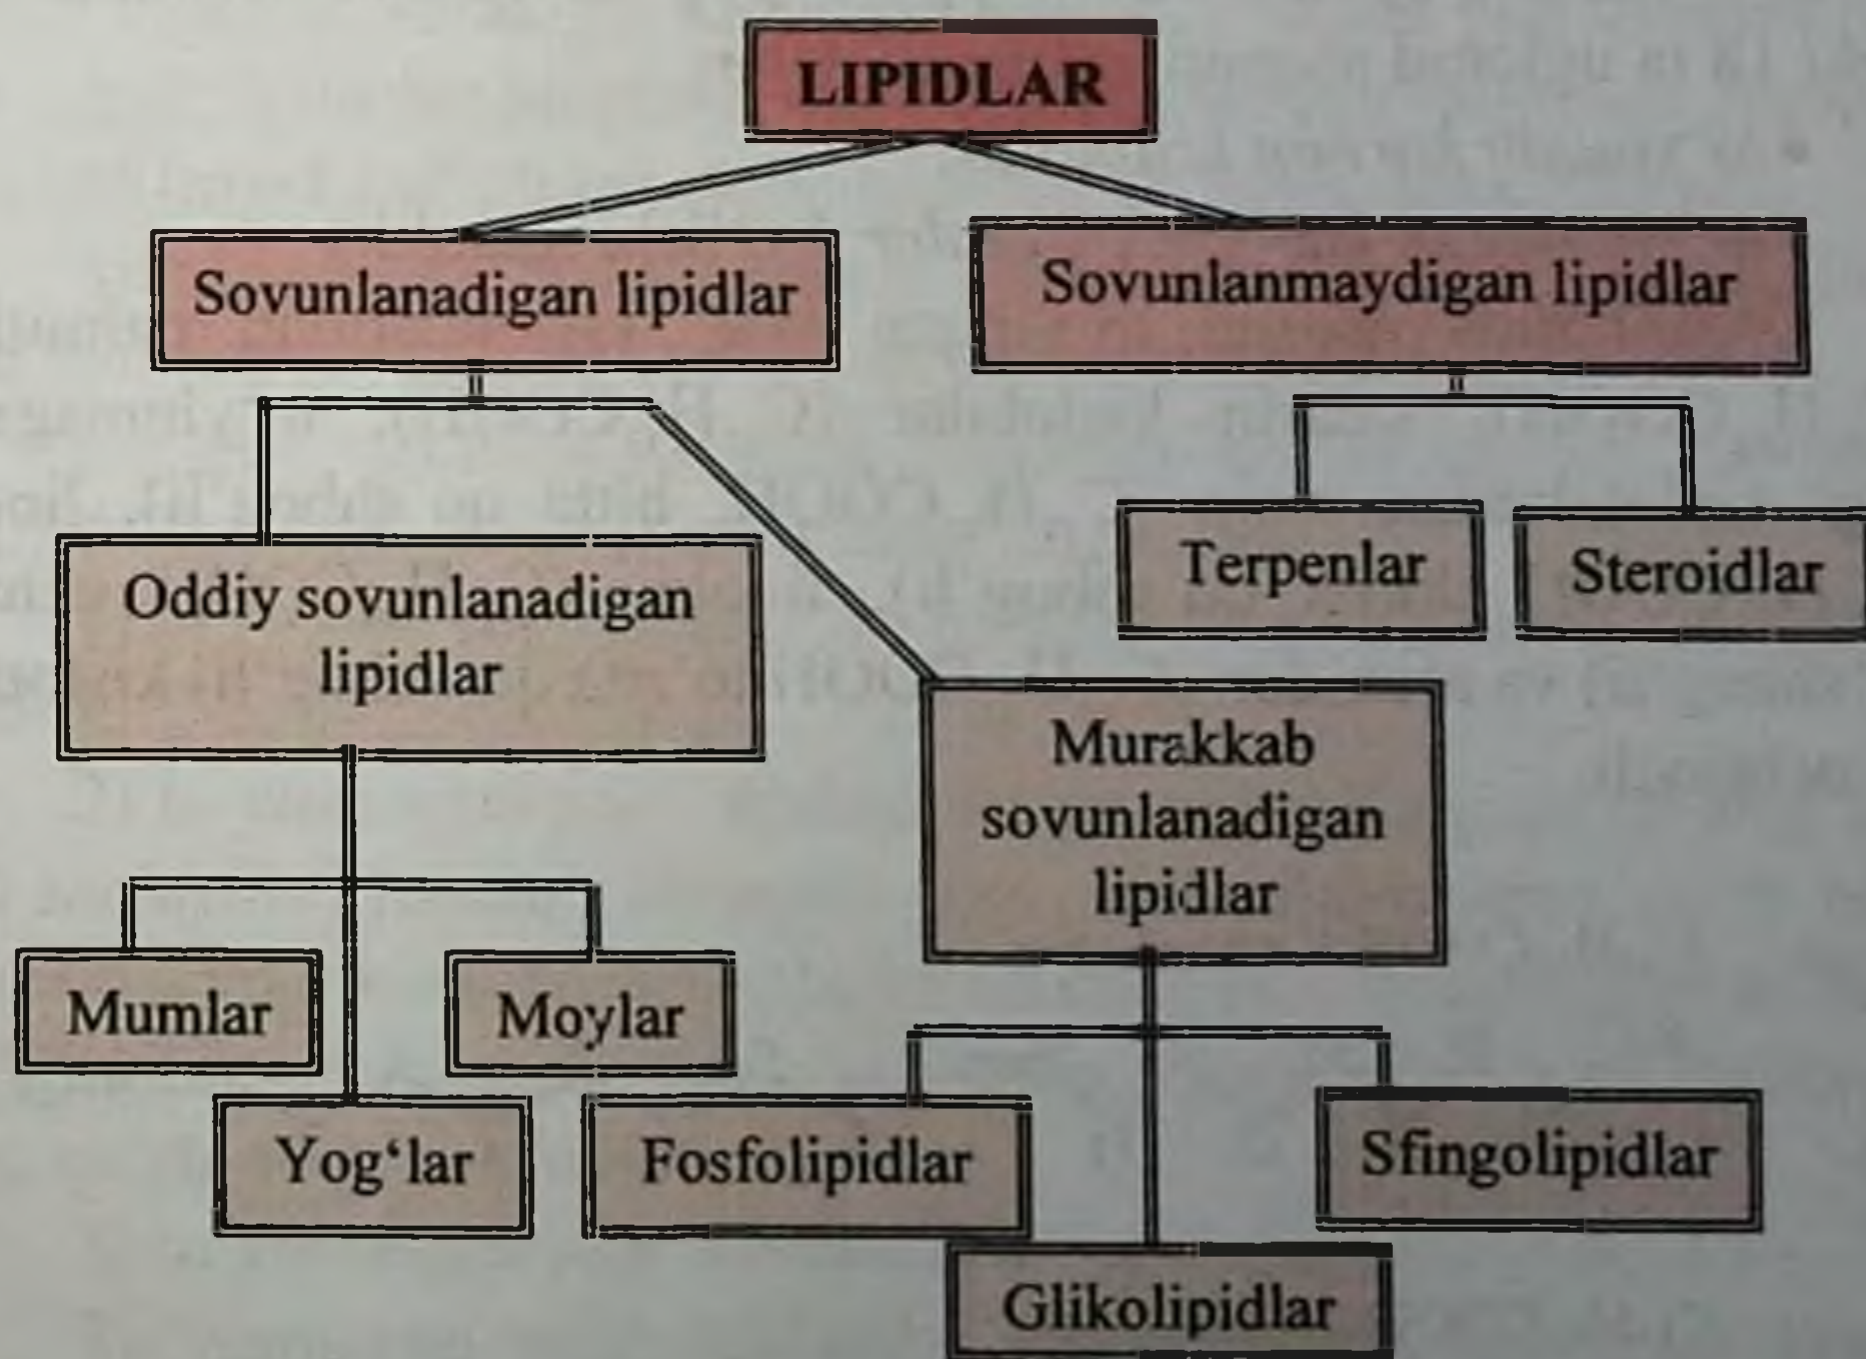 LIPIDLAR
Sovunlanadigan lipidlar
Sovunlanmaydigan lipidlar
Terpenlar
Steroidlar
Oddiy sovunlanadigan
lipidlar
Murakkab
sovunlanadigan
lipidlar
Mumlar
Moylar
Yog‘lar
Fosfolipidlar
Sfingolipidlar
Glikolipidlar